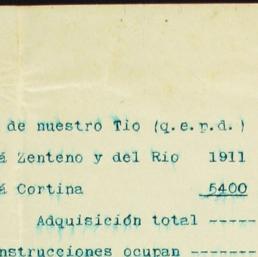 de nuestro Tio (q.e.p.d.)
á Zenteno y del Rio 1911
á Cortina 5400
Adquisición total -----
nstrucciones ocupan -------